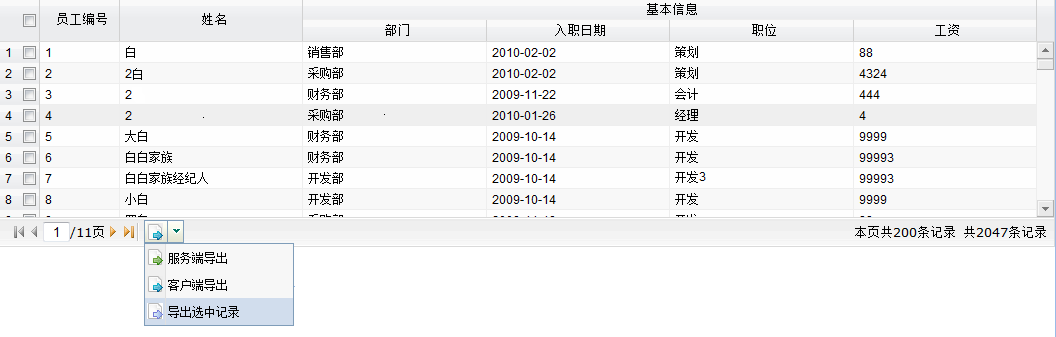 员工编号 姓名 基本信息
部门 入职日期 职位 工资
1 1 白 销售部 2010-02-02 策划 88
2 2 2白 采购部 2010-02-02 策划 4324
3 3 2 财务部 2009-11-22 会计 444
4 4 2 采购部 2010-01-26 经理 4
5 5 大白 财务部 2009-10-14 开发 9999
6 6 白白家族 财务部 2009-10-14 开发 99993
7 7 白白家族经纪人 开发部 2009-10-14 开发3 99993
8 8 小白 开发部 2009-10-14 开发 9999
1 /11页 本页共200条记录 共2047条记录
服务端导出
客户端导出
导出选中记录